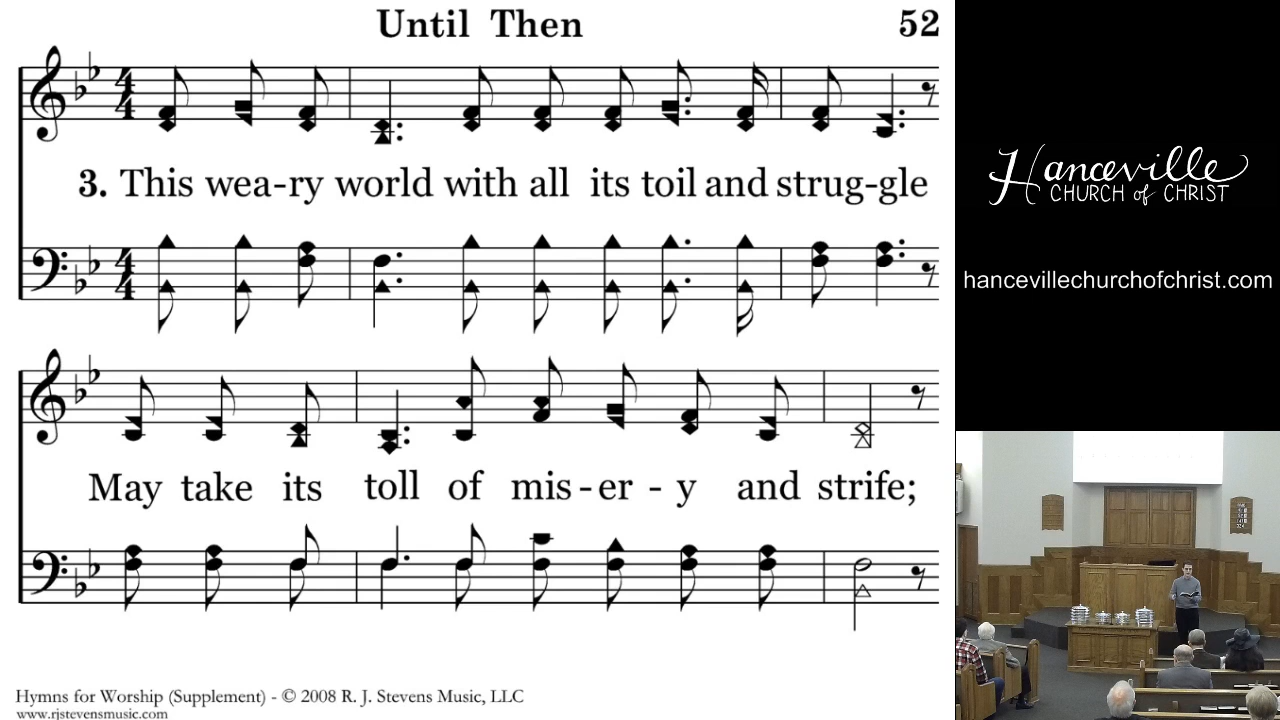 Until Then 52
3. This wea-ry world with all its toil and strug-gle
May take its toll of mis-er-y and strife;
Hymns for Worship (Supplement) - © 2008 R. J. Stevens Music, LLC
www.rjstevensmusic.com
Hanceville
CHURCH of CHRIST
hancevillechurchofchrist.com